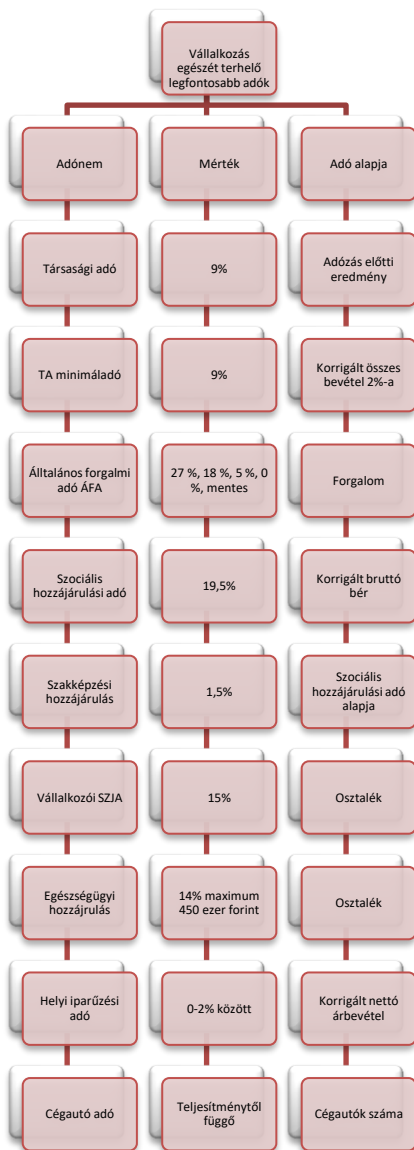 Vállalkozás
egészét terhelő
legfontosabb adók
Adónem
Mérték
Adó alapja
Társasági adó
9%
Adózás előtti
eredmény
TA minimáladó
9%
Korrigált összes
bevétel 2%-a
Álltalános forgalmi
adó ÁFA
27 %, 18 %, 5 %, 0
%, mentes
Forgalom
Szociális
hozzájárulási adó
19,5%
Korrigált bruttó
bér
Szakképzési
hozzájárulás
1,5%
Szociális
hozzájárulási adó
alapja
Vállalkozói SZJA
15%
Osztalék
Egészségügyi
hozzájrulás
14% maximum
450 ezer forint
Osztalék
Helyi iparűzési
adó
0-2% között
Korrigált nettó
árbevétel
Cégautó adó
Teljesítménytől
függő
Cégautók száma